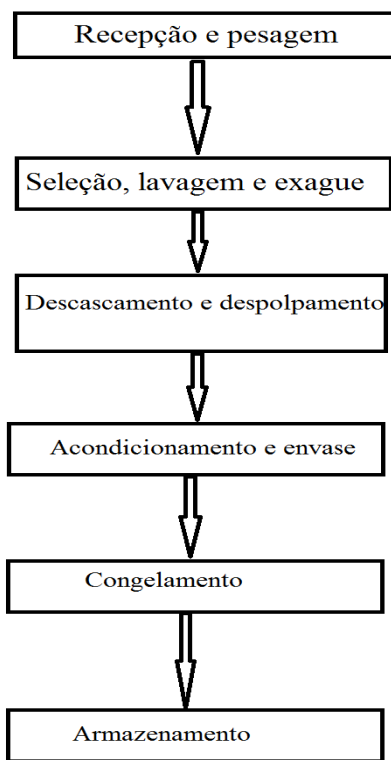 Recepção e pesagem
Seleção, lavagem e exague
Descascamento e despolpamento
Acondicionamento e envase
Congelamento
Armazenamento